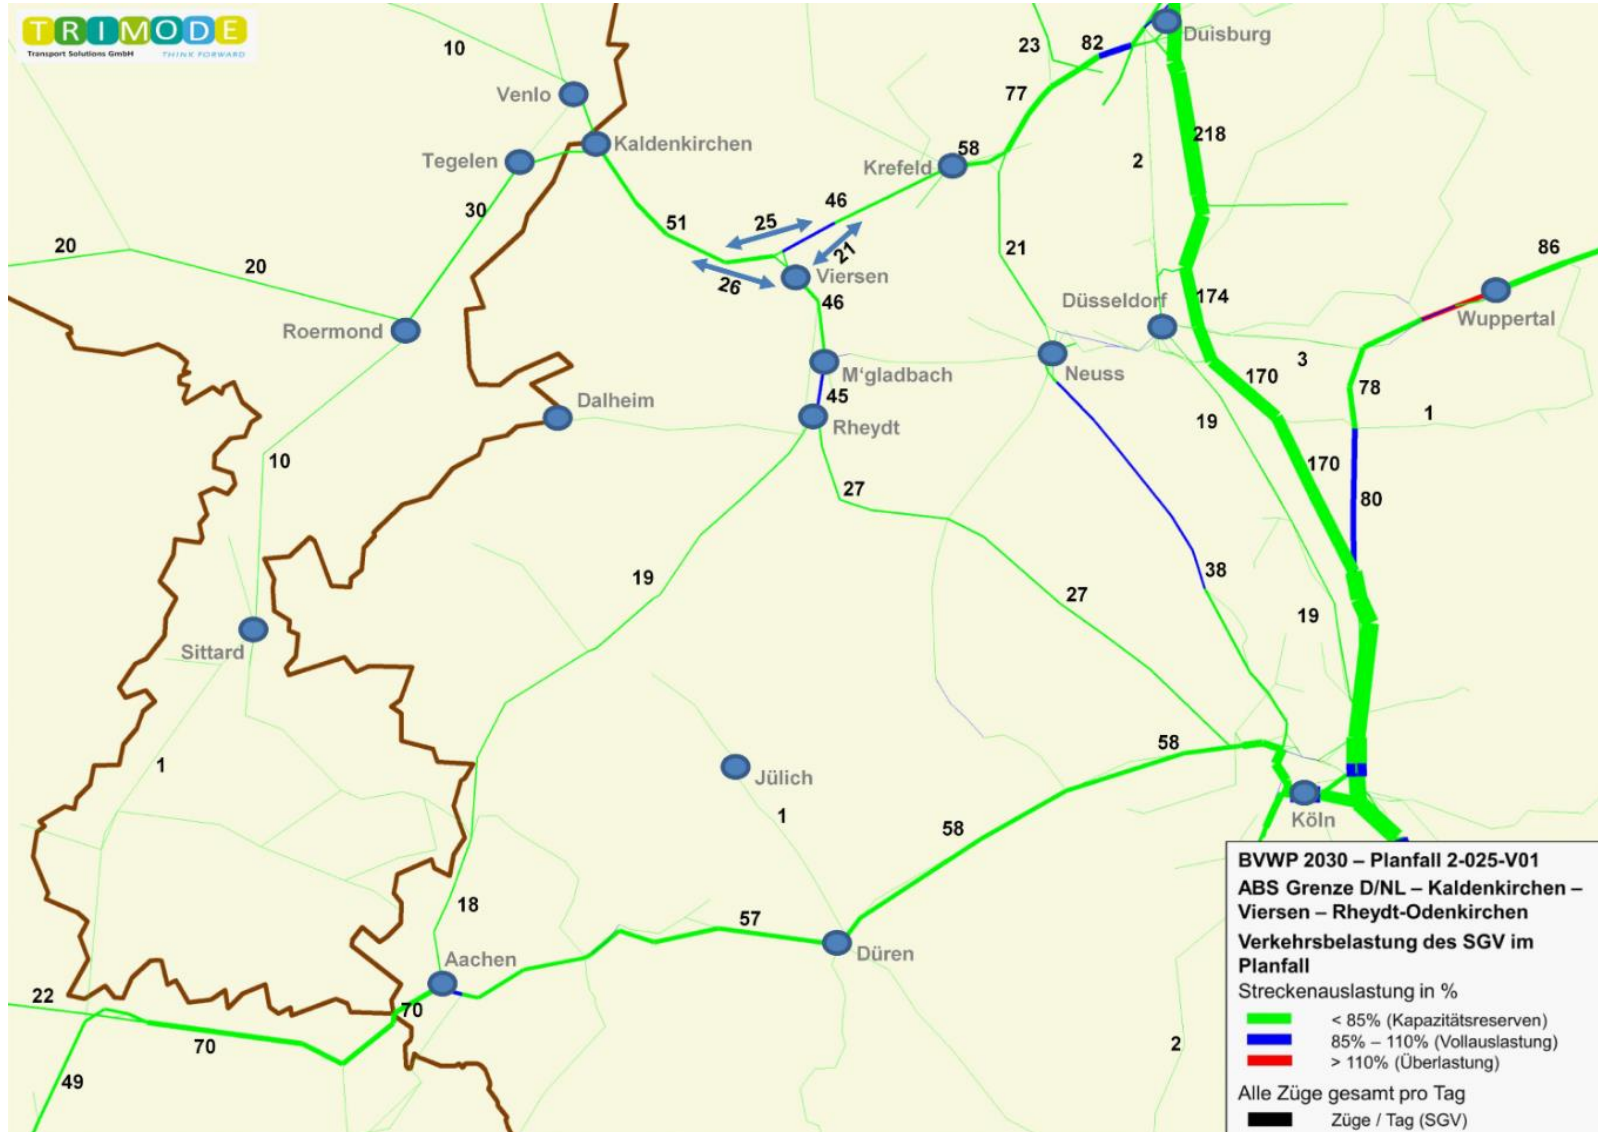 TRIMODE
Transport Solutions GmbH THINK FORWARD
10
23
82
Duisburg
Venlo
77
218
Kaldenkirchen
Tegelen
58
Krefeld
2
30
46
51
25
21
20
20
26
21
Viersen
86
46
Düsseldorf
174
Wuppertal
Roermond
M'gladbach
Neuss
3
170
78
Dalheim
45
Rheydt
19
1
10
170
27
80
19
38
27
19
Sittard
58
1
Jülich
1
58
Köln
18
57
Aachen
Düren
22
70
70
2
49
BVWP 2030 – Planfall 2-025-V01
ABS Grenze D/NL – Kaldenkirchen –
Viersen – Rheydt-Odenkirchen
Verkehrsbelastung des SGV im
Planfall
Streckenauslastung in %
< 85% (Kapazitätsreserven)
85% – 110% (Vollauslastung)
> 110% (Überlastung)
Alle Züge gesamt pro Tag
Züge / Tag (SGV)